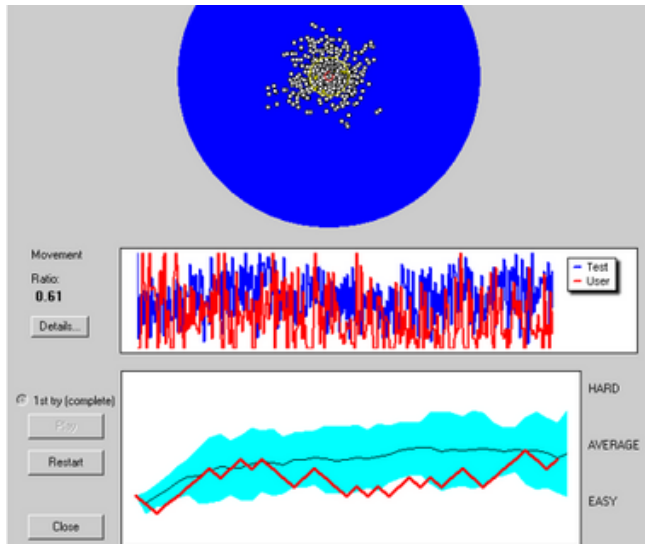 Movement
Ratio:
0.61
Details...
Test
User
1st try (complete)
Play
Restart
Close
HARD
AVERAGE
EASY